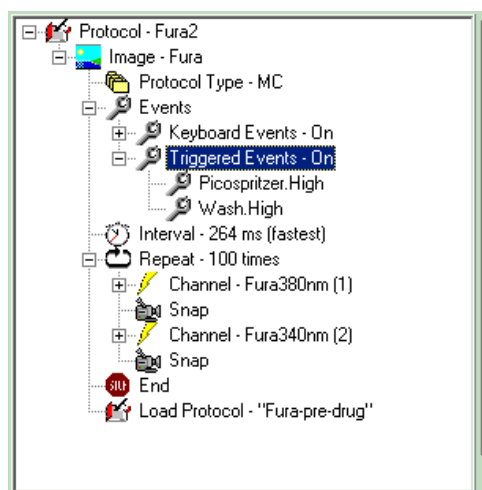 Protocol - Fura2
Image - Fura
Protocol Type - MC
Events
Keyboard Events - On
Triggered Events - On
Picospritzer.High
Wash.High
Interval - 264 ms (fastest)
Repeat - 100 times
Channel - Fura380nm (1)
Snap
Channel - Fura340nm (2)
Snap
End
Load Protocol - "Fura-pre-drug"